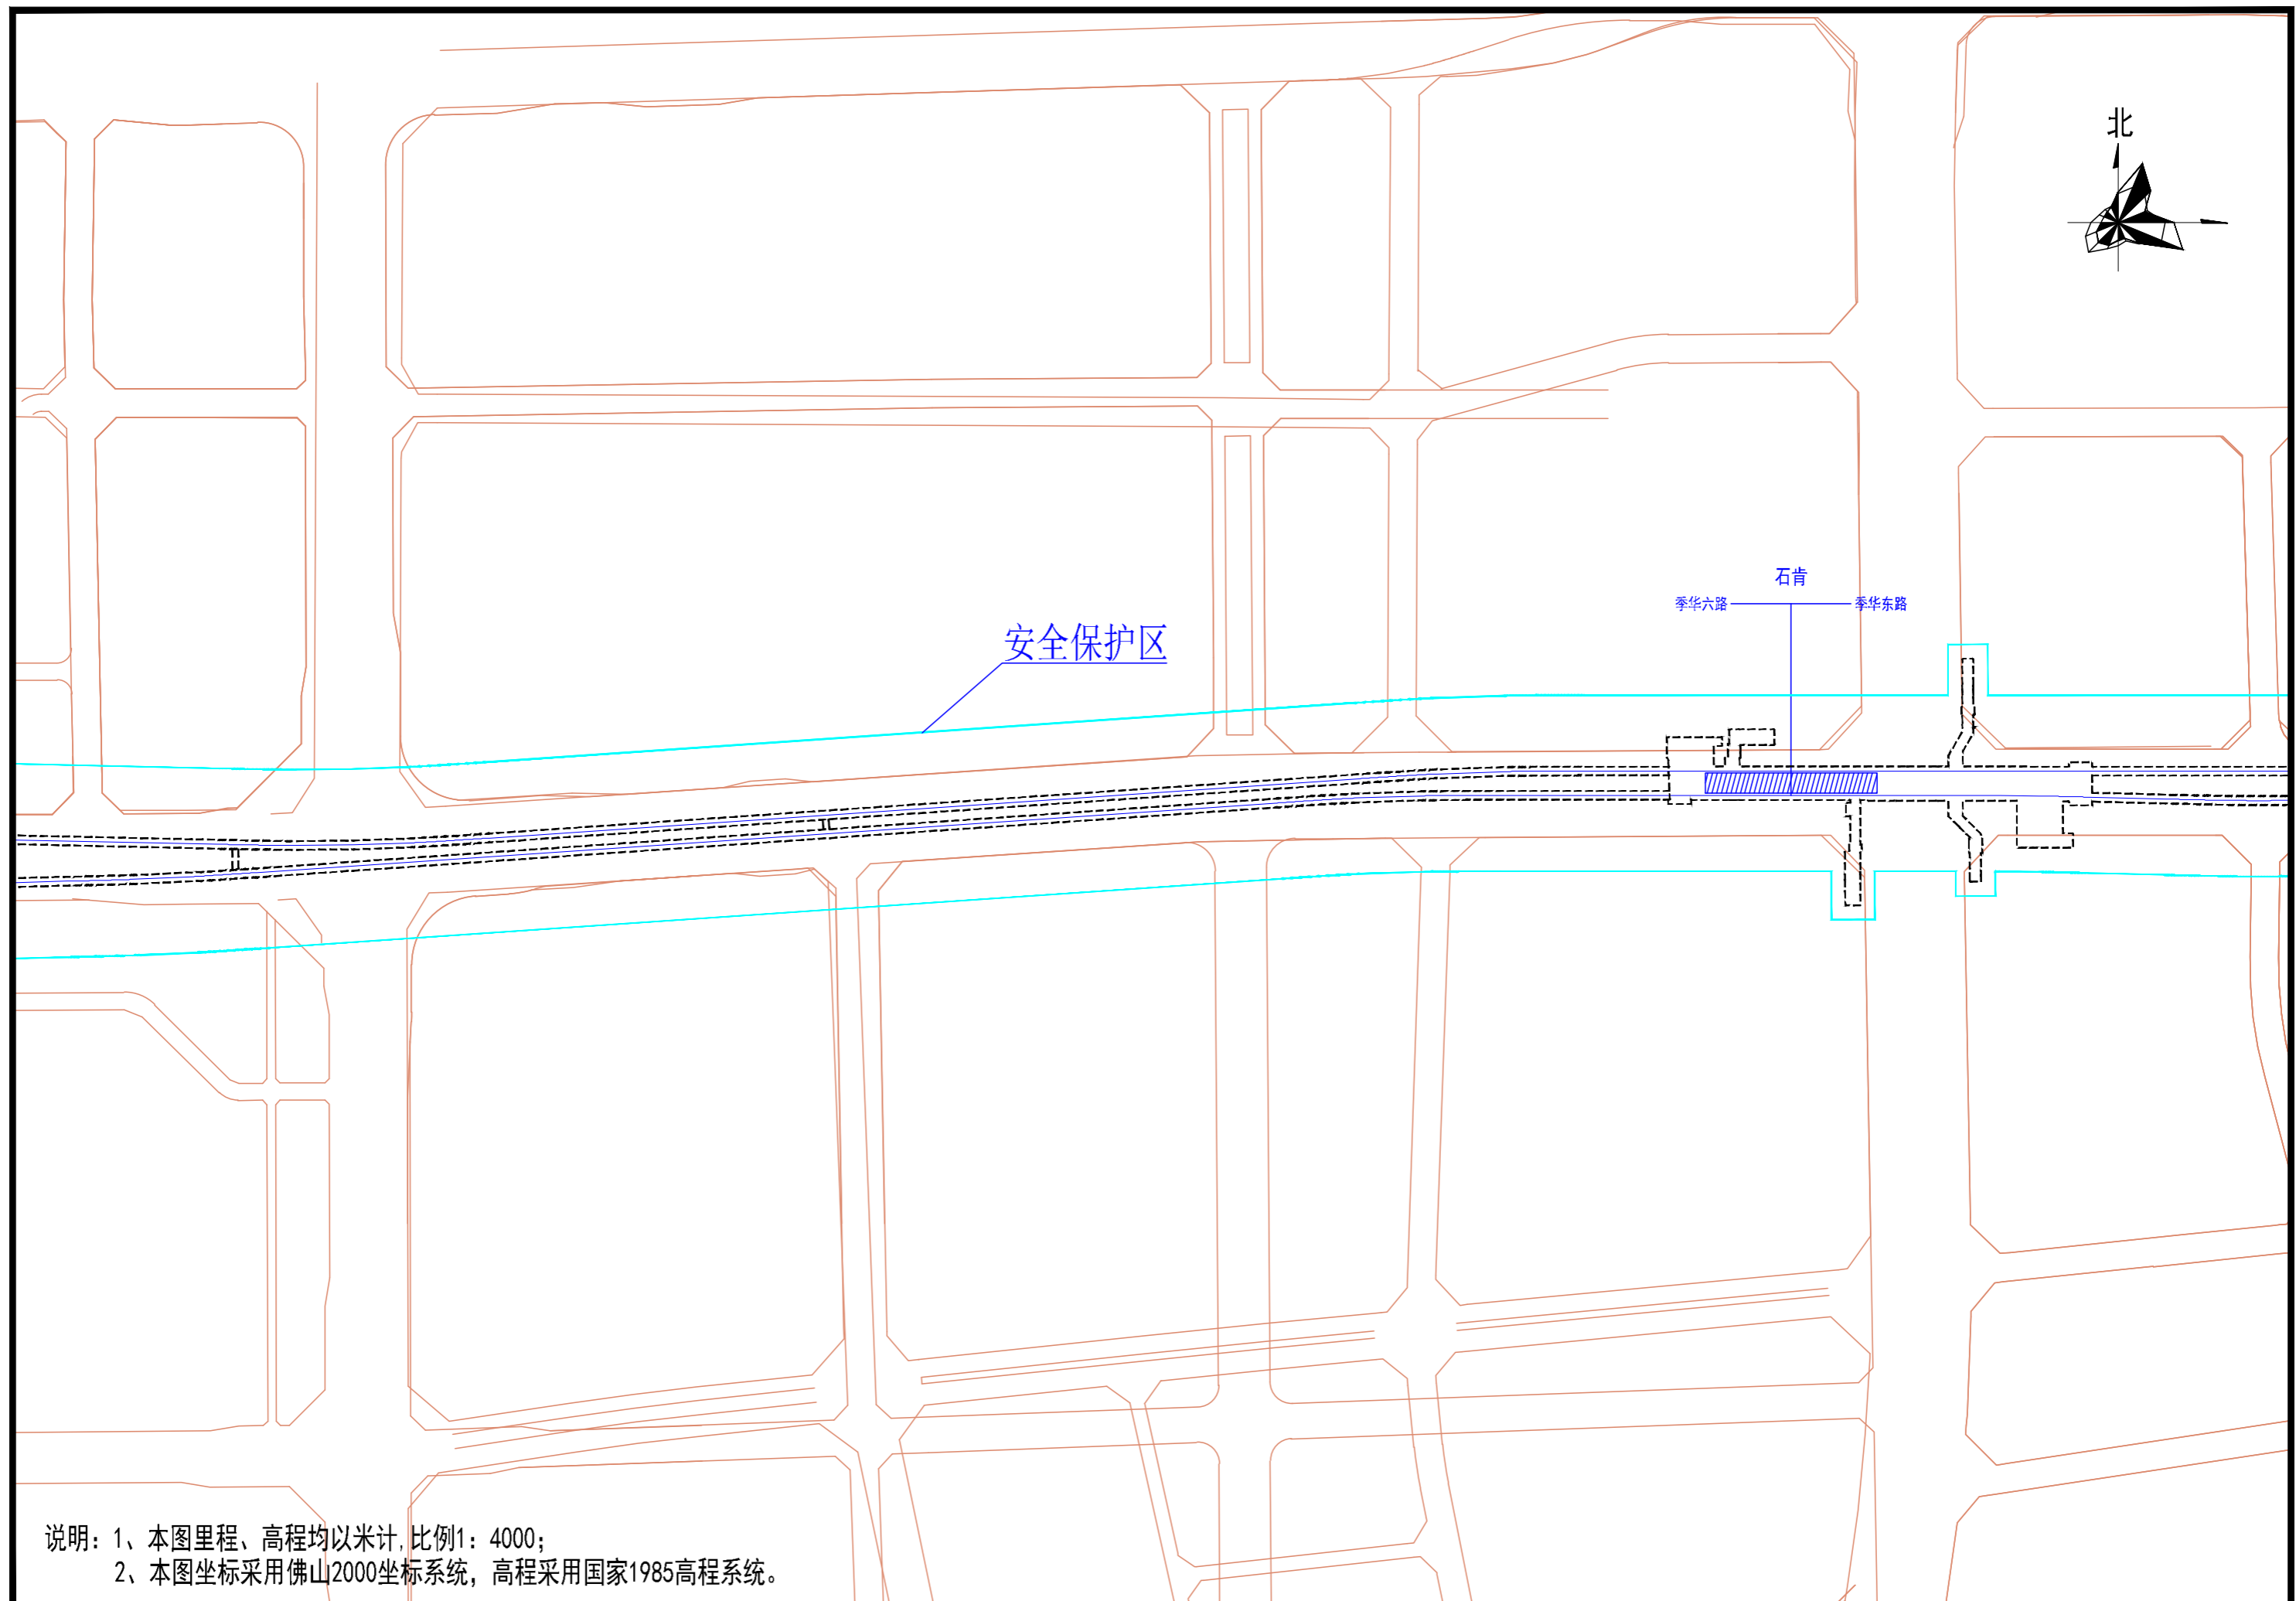 北
石肯
季华六路 季华东路
安全保护区
说明：1、本图里程、高程均以米计,比例1：4000；
2、本图坐标采用佛山2000坐标系统，高程采用国家1985高程系统。